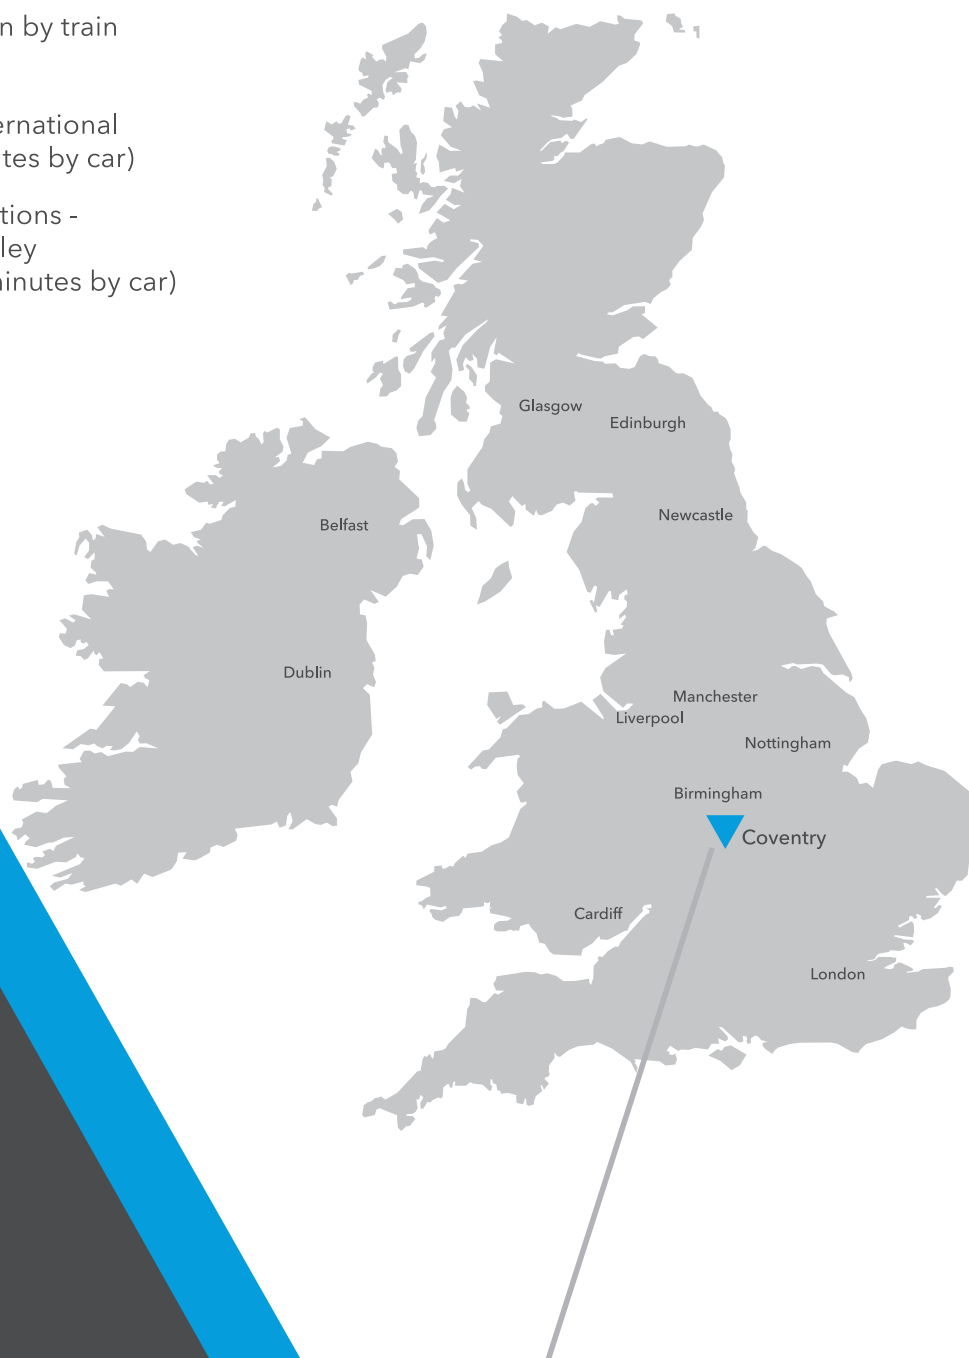 n by train
ernational
tes by car)
tions -
ley
inutes by car)
Glasgow
Edinburgh
Newcastle
Belfast
Dublin
Manchester
Liverpool
Nottingham
Birmingham
Coventry
Cardiff
London